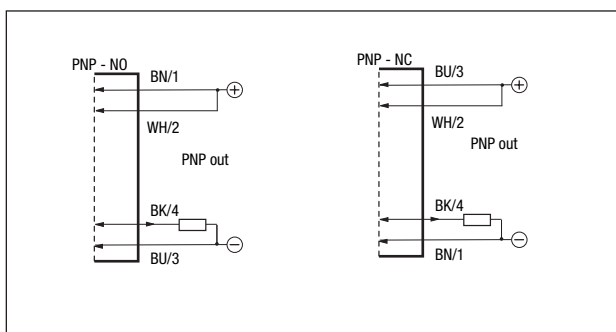 PNP - NO
BN/1
+
WH/2
PNP out
BK/4
−
BU/3
PNP - NC
BU/3
+
WH/2
PNP out
BK/4
−
BN/1